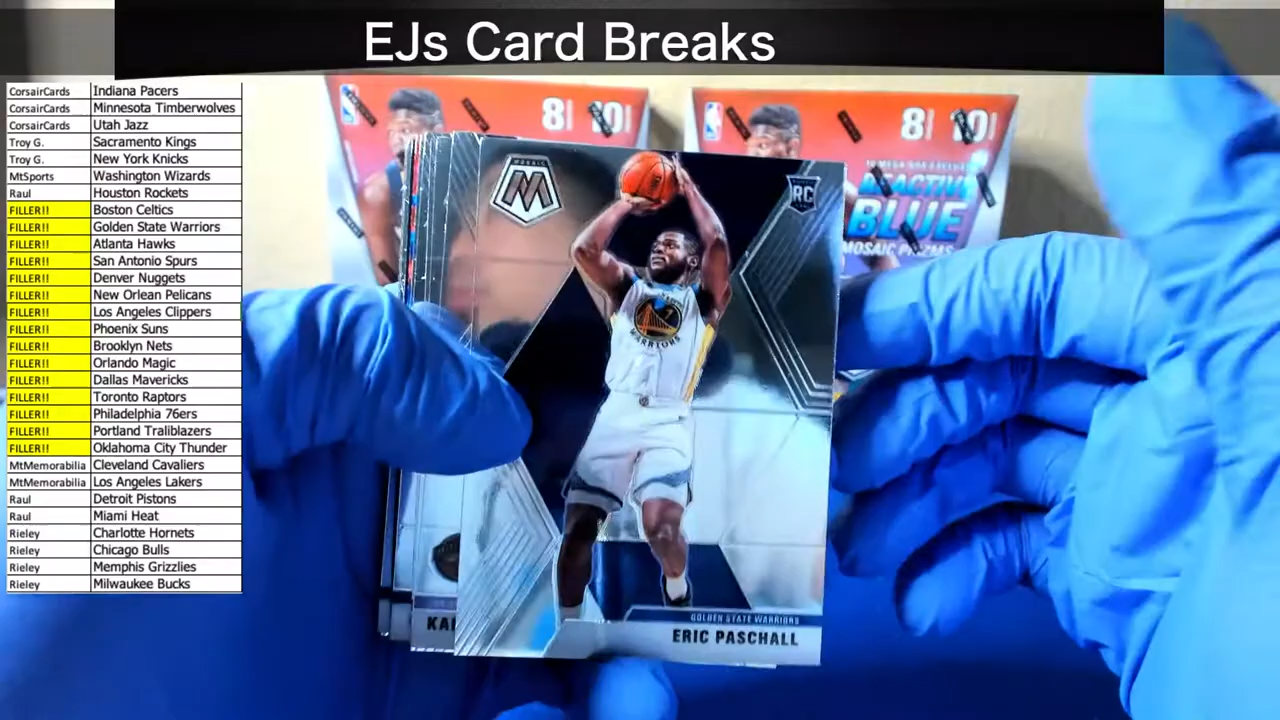 EJs Card Breaks
CorsairCards Indiana Pacers
CorsairCards Minnesota Timberwolves
CorsairCards Utah Jazz
Troy G. Sacramento Kings
Troy G. New York Knicks
MtSports Washington Wizards
Raul Houston Rockets
FILLER!! Boston Celtics
FILLER!! Golden State Warriors
FILLER!! Atlanta Hawks
FILLER!! San Antonio Spurs
FILLER!! Denver Nuggets
FILLER!! New Orlean Pelicans
FILLER!! Los Angeles Clippers
FILLER!! Phoenix Suns
FILLER!! Brooklyn Nets
FILLER!! Orlando Magic
FILLER!! Dallas Mavericks
FILLER!! Toronto Raptors
FILLER!! Philadelphia 76ers
FILLER!! Portland Traliblazers
FILLER!! Oklahoma City Thunder
MtMemorabilia Cleveland Cavaliers
MtMemorabilia Los Angeles Lakers
Raul Detroit Pistons
Raul Miami Heat
Rieley Charlotte Hornets
Rieley Chicago Bulls
Rieley Memphis Grizzlies
Rieley Milwaukee Bucks
8 10
8 10
REACTIVE
BLUE
MOSAIC PRIZMS
MOSAIC
M
RC
WARRIORS
GOLDEN STATE WARRIORS
ERIC PASCHALL
KAI